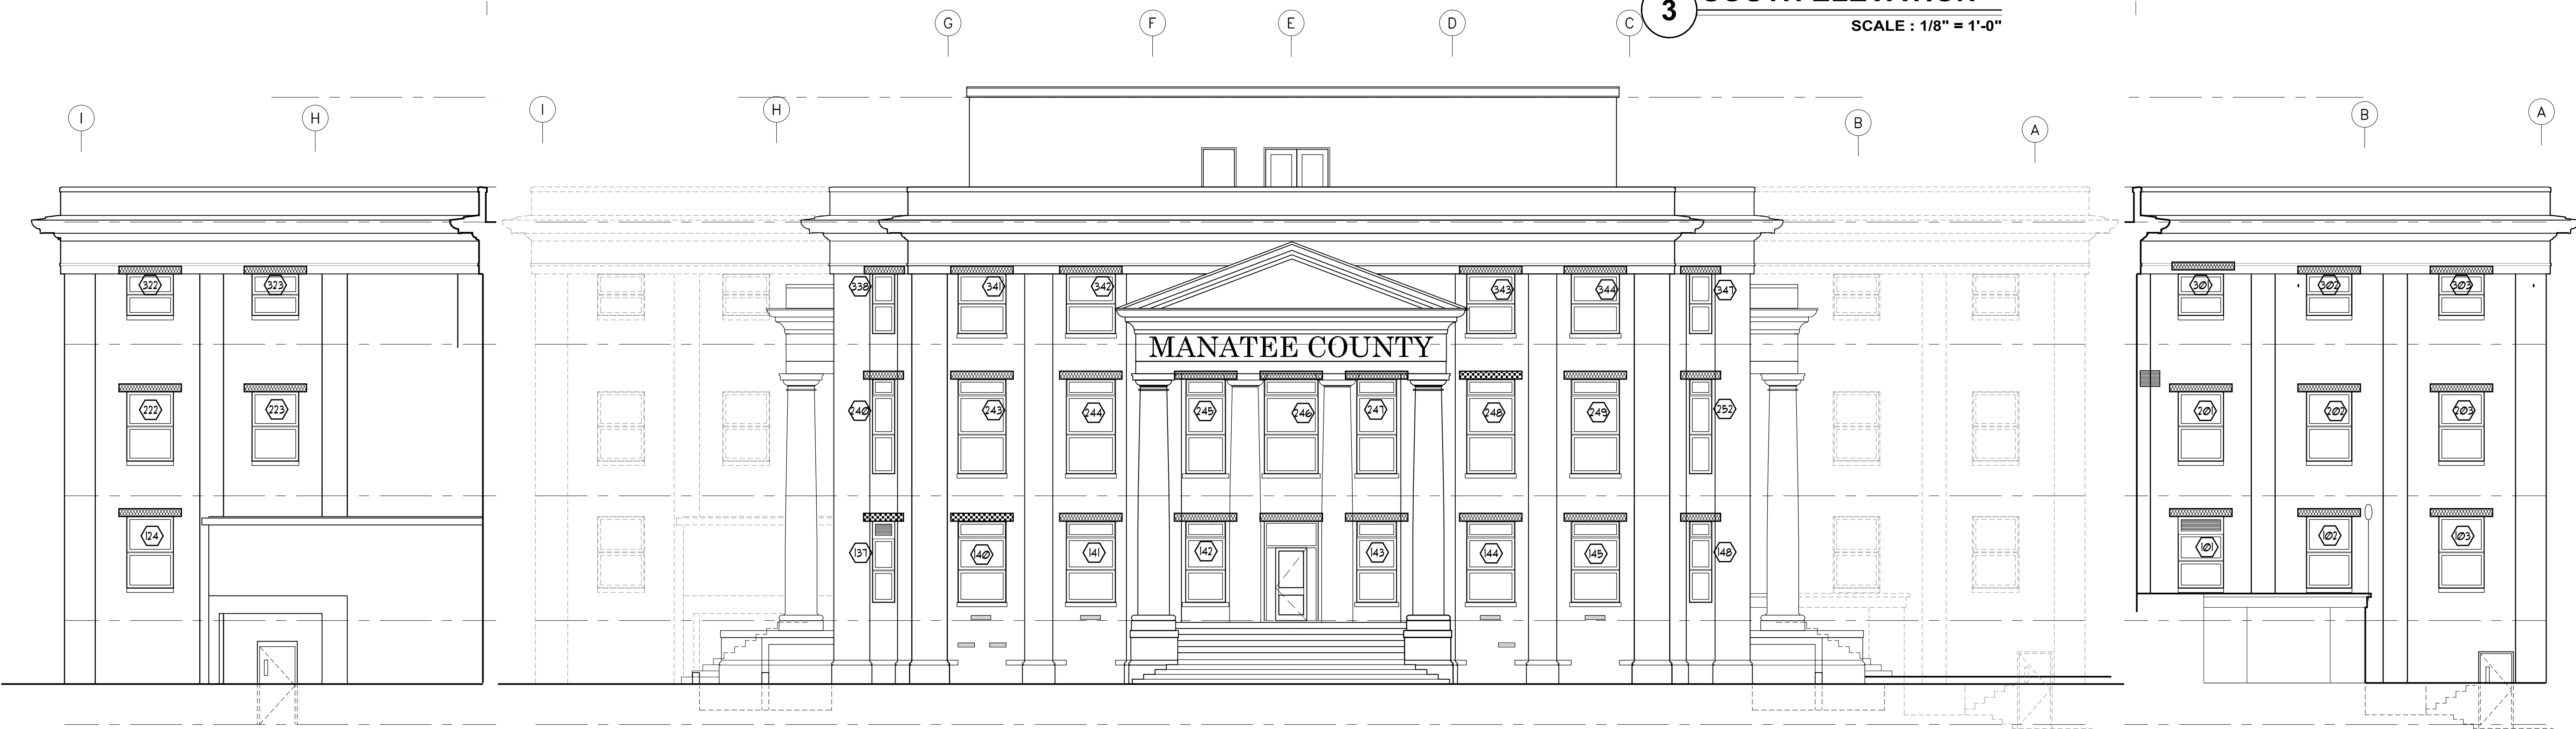 3
SCALE : 1/8" = 1'-0"
G F E D C
I H I H B A B A
322 323 338 341 342 343 344 347 301 302 303
MANATEE COUNTY
222 223 240 243 244 245 246 247 248 249 252 201 202 203
124 137 140 141 142 143 144 145 148 101 102 103